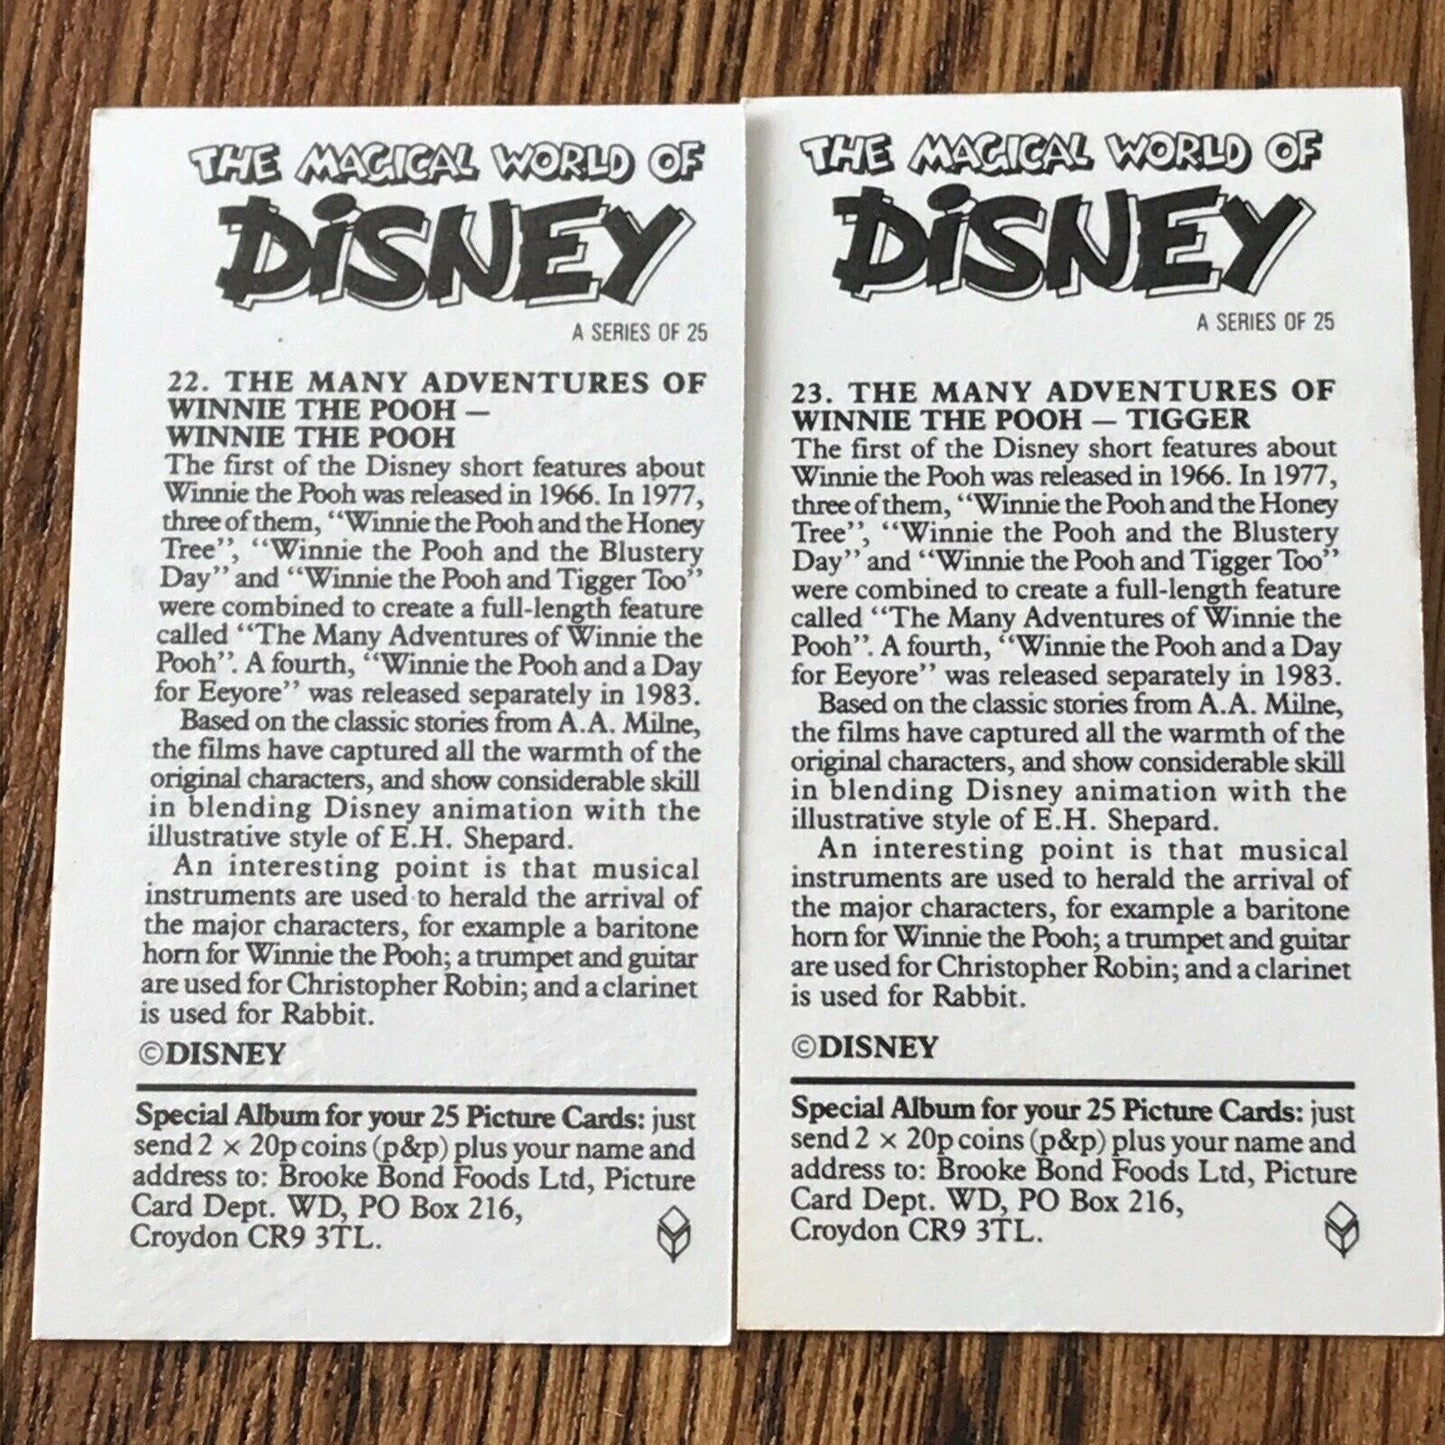 THE MAGICAL WORLD OF
DISNEY
A SERIES OF 25
22. THE MANY ADVENTURES OF
WINNIE THE POOH —
WINNIE THE POOH
The first of the Disney short features about
Winnie the Pooh was released in 1966. In 1977,
three of them, “Winnie the Pooh and the Honey
Tree”, “Winnie the Pooh and the Blustery
Day” and “Winnie the Pooh and Tigger Too”
were combined to create a full-length feature
called “The Many Adventures of Winnie the
Pooh”. A fourth, “Winnie the Pooh and a Day
for Eeyore” was released separately in 1983.
Based on the classic stories from A.A. Milne,
the films have captured all the warmth of the
original characters, and show considerable skill
in blending Disney animation with the
illustrative style of E.H. Shepard.
An interesting point is that musical
instruments are used to herald the arrival of
the major characters, for example a baritone
horn for Winnie the Pooh; a trumpet and guitar
are used for Christopher Robin; and a clarinet
is used for Rabbit.
©DISNEY
Special Album for your 25 Picture Cards: just
send 2 × 20p coins (p&p) plus your name and
address to: Brooke Bond Foods Ltd, Picture
Card Dept. WD, PO Box 216,
Croydon CR9 3TL.
THE MAGICAL WORLD OF
DISNEY
A SERIES OF 25
23. THE MANY ADVENTURES OF
WINNIE THE POOH — TIGGER
The first of the Disney short features about
Winnie the Pooh was released in 1966. In 1977,
three of them, “Winnie the Pooh and the Honey
Tree”, “Winnie the Pooh and the Blustery
Day” and “Winnie the Pooh and Tigger Too”
were combined to create a full-length feature
called “The Many Adventures of Winnie the
Pooh”. A fourth, “Winnie the Pooh and a Day
for Eeyore” was released separately in 1983.
Based on the classic stories from A.A. Milne,
the films have captured all the warmth of the
original characters, and show considerable skill
in blending Disney animation with the
illustrative style of E.H. Shepard.
An interesting point is that musical
instruments are used to herald the arrival of
the major characters, for example a baritone
horn for Winnie the Pooh; a trumpet and guitar
are used for Christopher Robin; and a clarinet
is used for Rabbit.
©DISNEY
Special Album for your 25 Picture Cards: just
send 2 × 20p coins (p&p) plus your name and
address to: Brooke Bond Foods Ltd, Picture
Card Dept. WD, PO Box 216,
Croydon CR9 3TL.